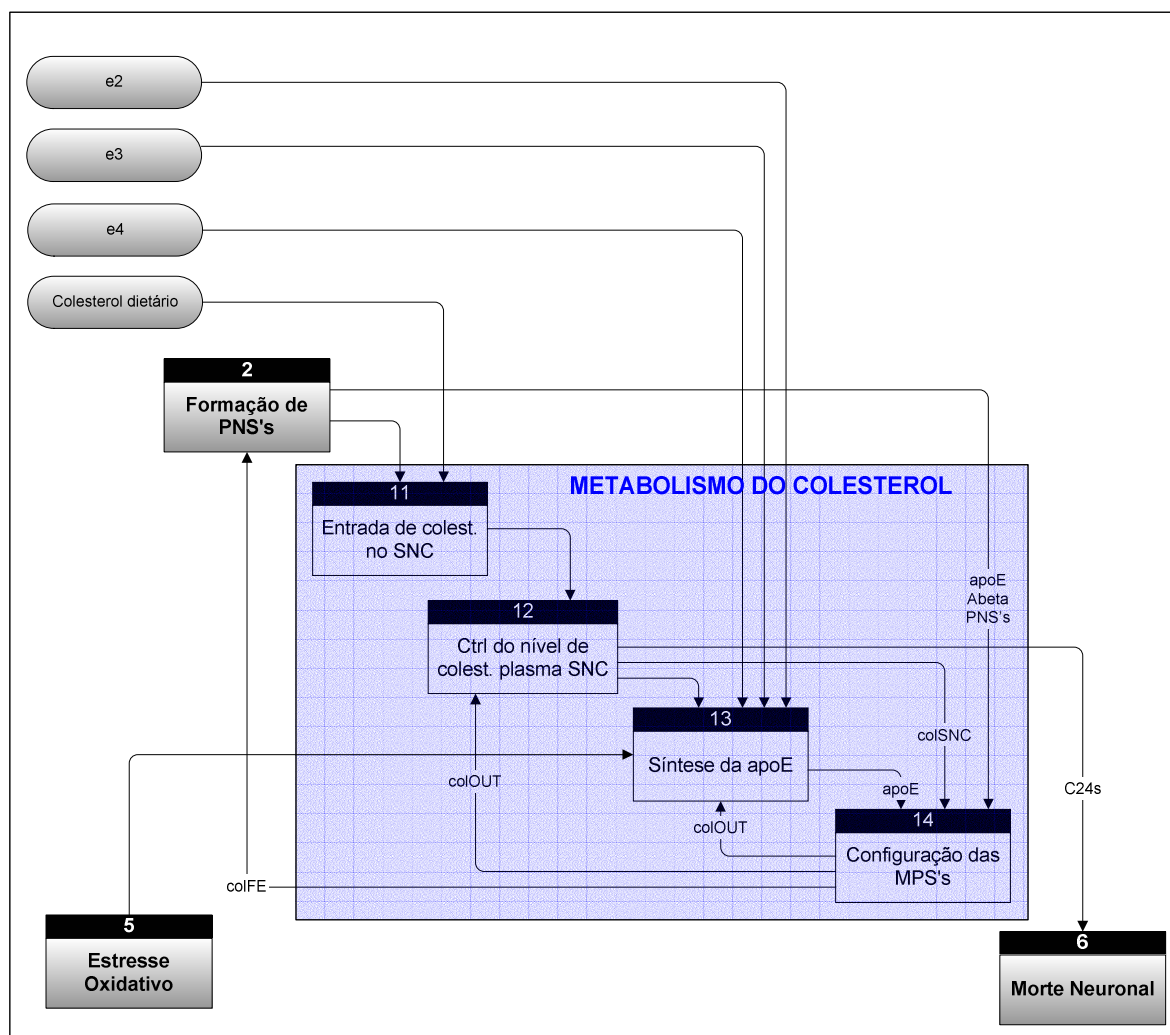 e2
e3
e4
Colesterol dietário
2
Formação de
PNS's
METABOLISMO DO COLESTEROL
11
Entrada de colest.
no SNC
apoE
Abeta
PNS's
12
Ctrl do nível de
colest. plasma SNC
13
Síntese da apoE
colSNC
colOUT
apoE
C24s
colOUT
14
Configuração das
MPS's
colFE
5
Estresse
Oxidativo
6
Morte Neuronal